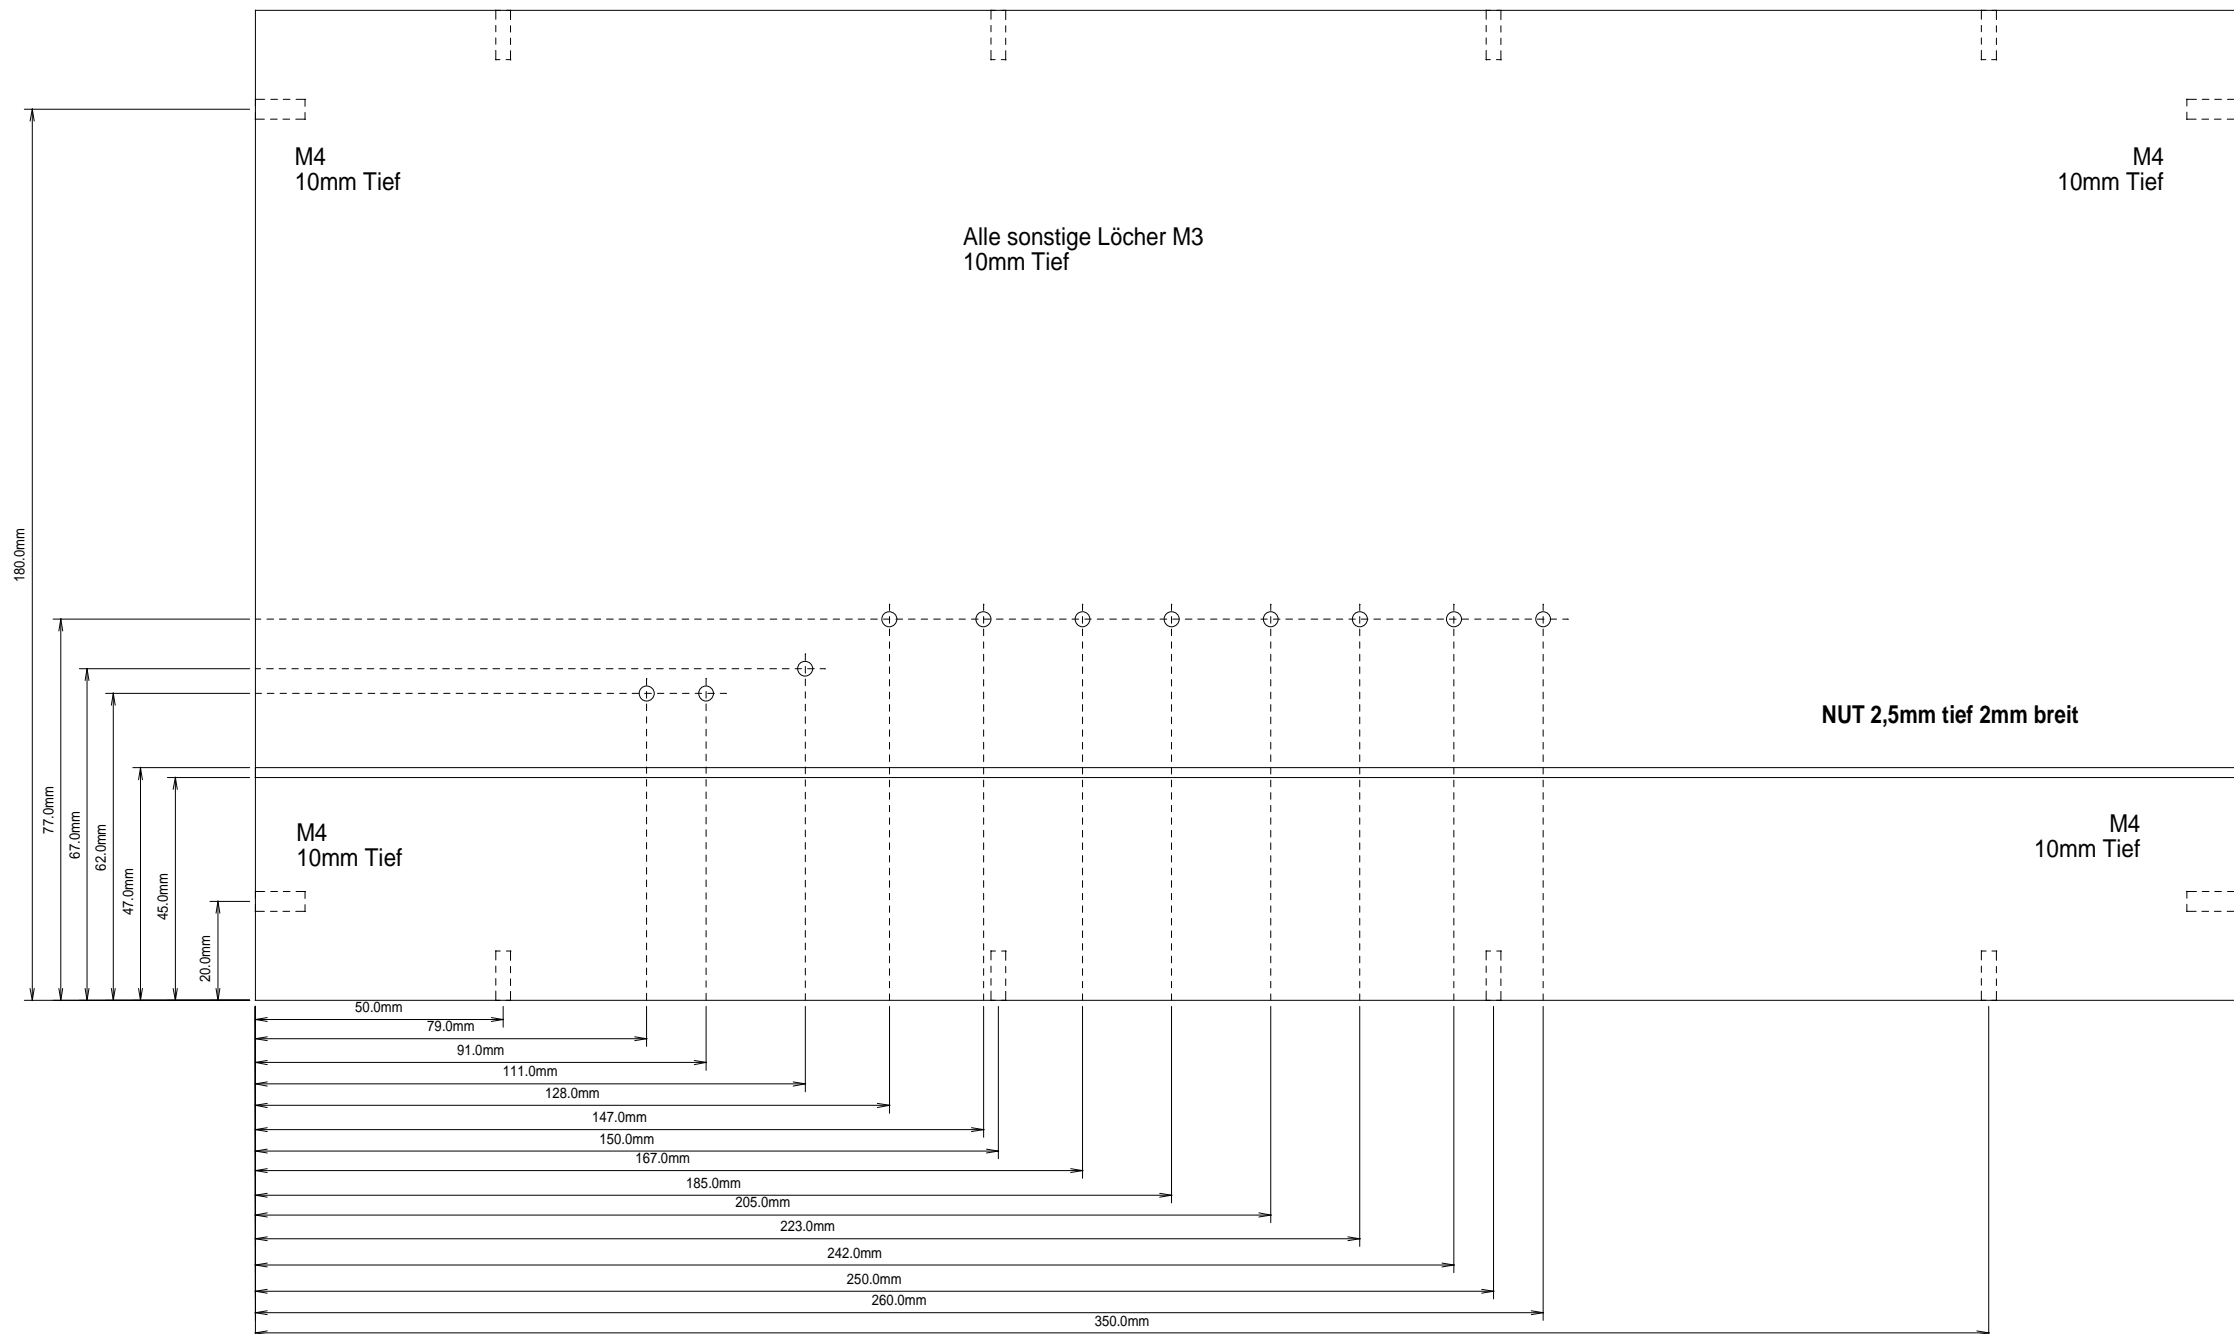 M4
10mm Tief
M4
10mm Tief
Alle sonstige Löcher M3
10mm Tief
180.0mm
77.0mm
67.0mm
62.0mm
47.0mm
45.0mm
20.0mm
NUT 2,5mm tief 2mm breit
M4
10mm Tief
M4
10mm Tief
50.0mm
79.0mm
91.0mm
111.0mm
128.0mm
147.0mm
150.0mm
167.0mm
185.0mm
205.0mm
223.0mm
242.0mm
250.0mm
260.0mm
350.0mm